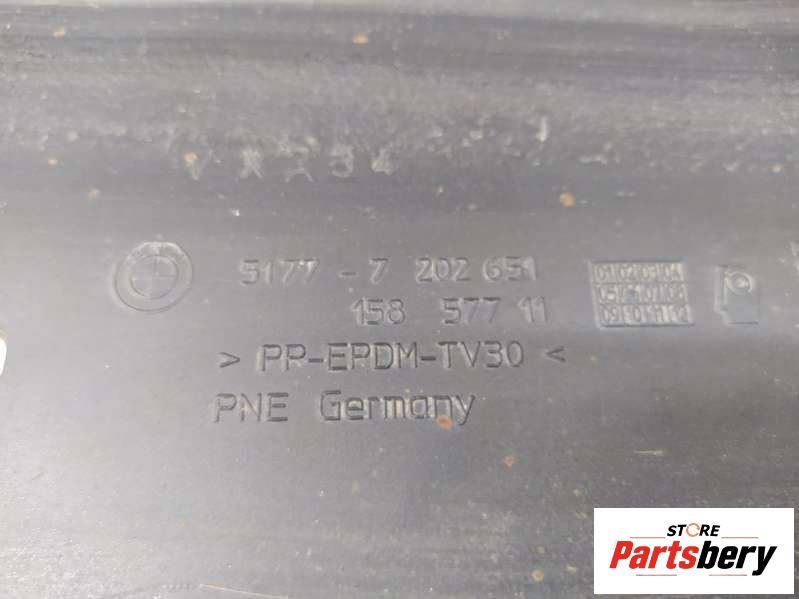 5177 - 7 202 651
158 577 11
> PP-EPDM-TV30 <
PNE Germany
STORE
Partsbery